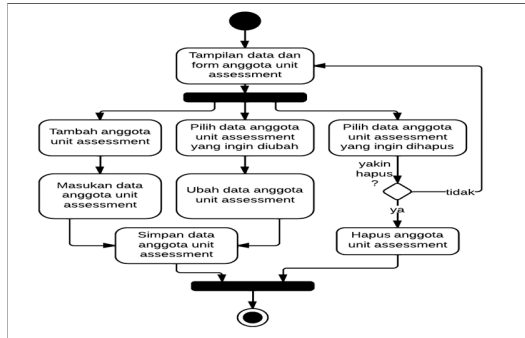 Tampilan data dan
form anggota unit
assessment
Tambah anggota
unit assessment
Pilih data anggota
unit assessment
yang ingin diubah
Pilih data anggota
unit assessment
yang ingin dihapus
yakin
hapus
?
tidak
ya
Masukan data
anggota unit
assessment
Ubah data anggota
unit assessment
Simpan data
anggota unit
assessment
Hapus anggota
unit assessment